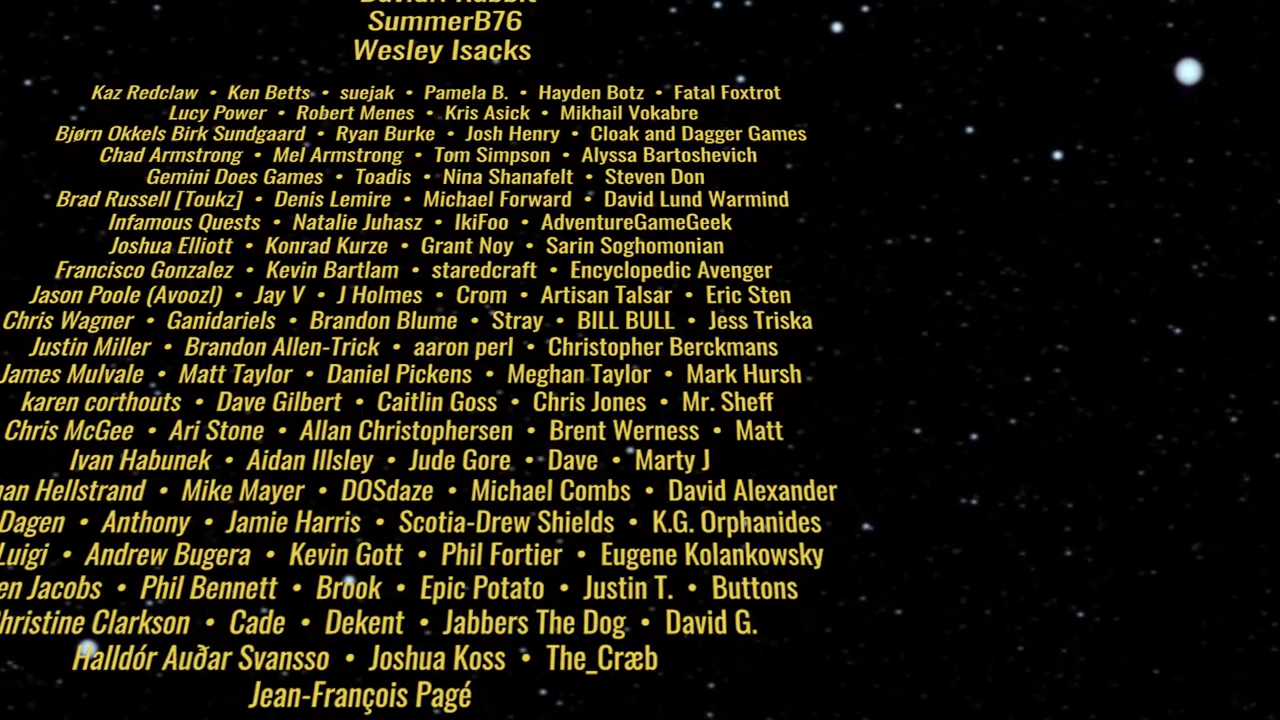 SummerB76
Wesley Isacks
Kaz Redclaw • Ken Betts • suejak • Pamela B. • Hayden Botz • Fatal Foxtrot
Lucy Power • Robert Menes • Kris Asick • Mikhail Vokabre
Bjørn Okkels Birk Sundgaard • Ryan Burke • Josh Henry • Cloak and Dagger Games
Chad Armstrong • Mel Armstrong • Tom Simpson • Alyssa Bartoshevich
Gemini Does Games • Toadis • Nina Shanafelt • Steven Don
Brad Russell [Toukz] • Denis Lemire • Michael Forward • David Lund Warmind
Infamous Quests • Natalie Juhasz • IkiFoo • AdventureGameGeek
Joshua Elliott • Konrad Kurze • Grant Noy • Sarin Soghomonian
Francisco Gonzalez • Kevin Bartlam • staredcraft • Encyclopedic Avenger
Jason Poole (Avoozl) • Jay V • J Holmes • Crom • Artisan Talsar • Eric Sten
Chris Wagner • Ganidariels • Brandon Blume • Stray • BILL BULL • Jess Triska
Justin Miller • Brandon Allen-Trick • aaron perl • Christopher Berckmans
James Mulvale • Matt Taylor • Daniel Pickens • Meghan Taylor • Mark Hursh
karen corthouts • Dave Gilbert • Caitlin Goss • Chris Jones • Mr. Sheff
Chris McGee • Ari Stone • Allan Christophersen • Brent Werness • Matt
Ivan Habunek • Aidan Illsley • Jude Gore • Dave • Marty J
Hellstrand • Mike Mayer • DOSdaze • Michael Combs • David Alexander
Dagen • Anthony • Jamie Harris • Scotia-Drew Shields • K.G. Orphanides
Luigi • Andrew Bugera • Kevin Gott • Phil Fortier • Eugene Kolankowsky
Jacobs • Phil Bennett • Brook • Epic Potato • Justin T. • Buttons
hristine Clarkson • Cade • Dekent • Jabbers The Dog • David G.
Halldór Auðar Svansso • Joshua Koss • The_Cræb
Jean-François Pagé